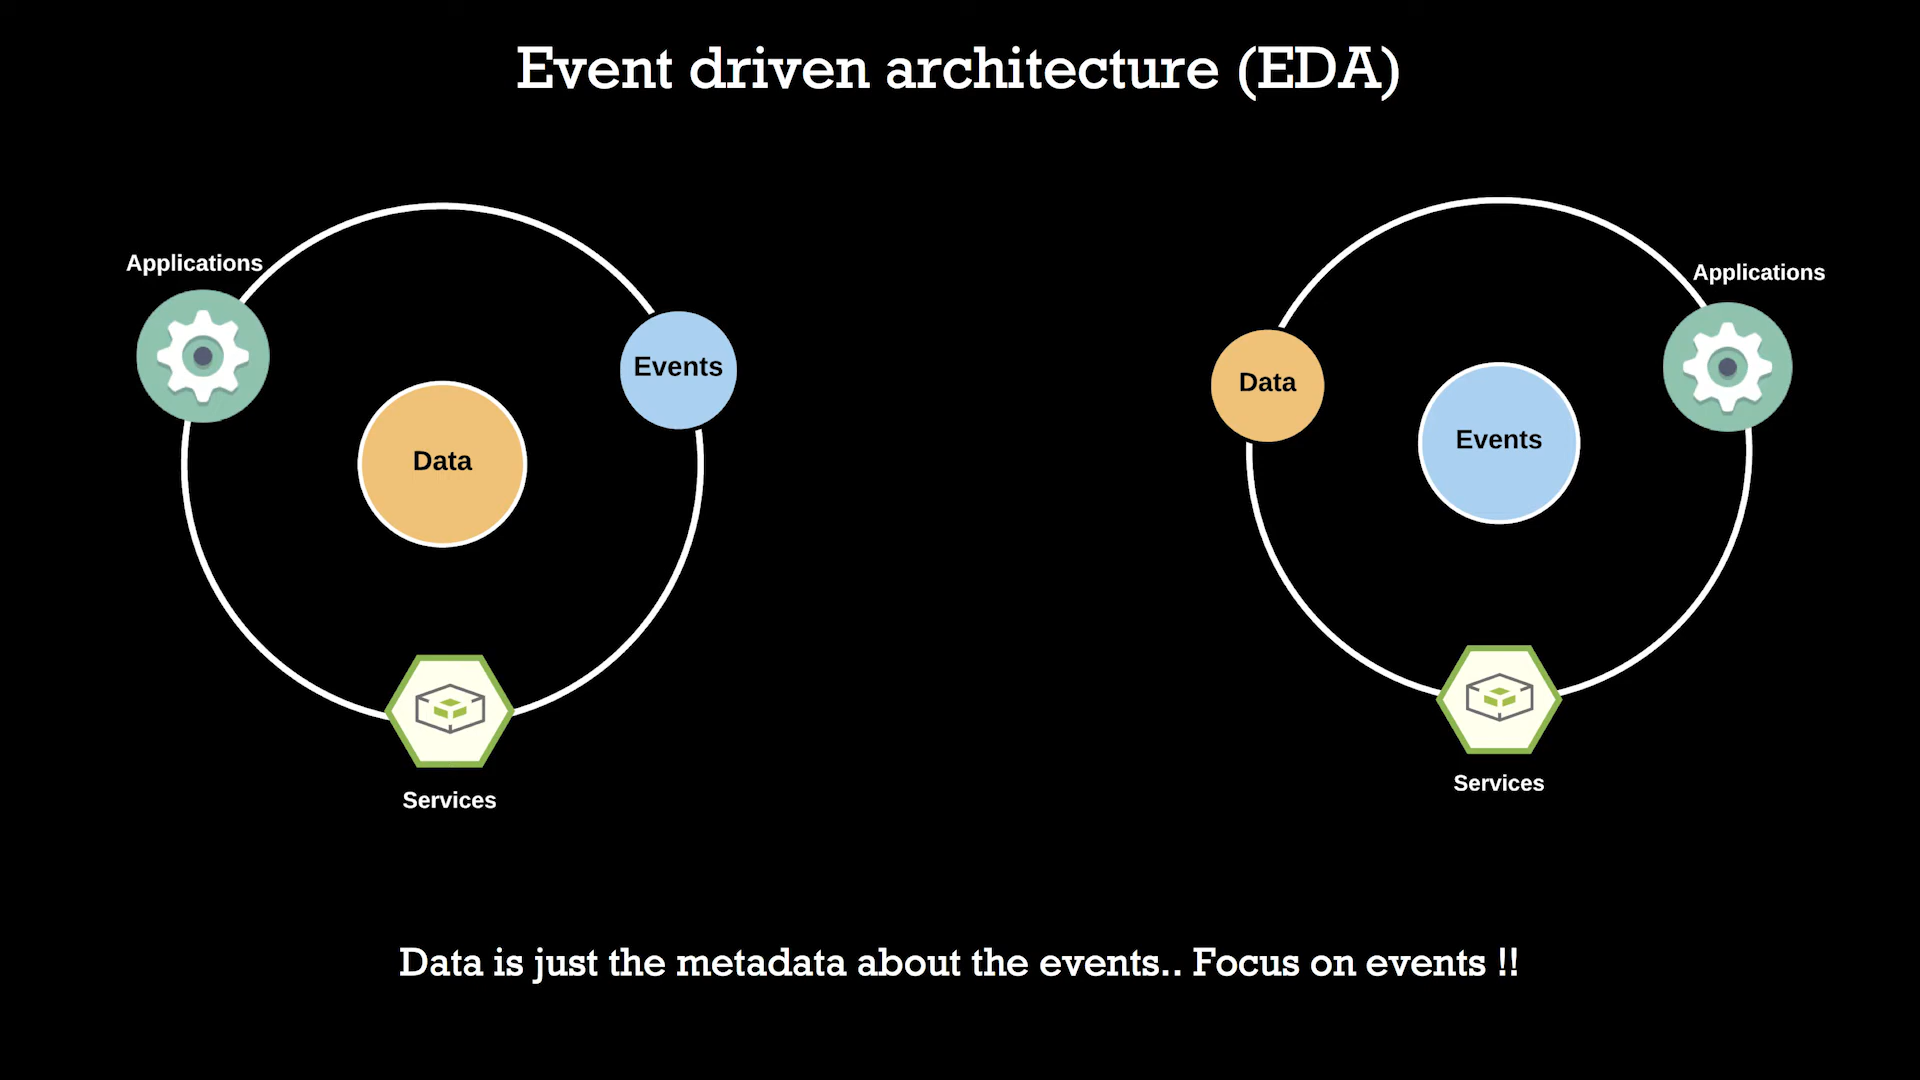 Event driven architecture (EDA)
Applications
Events
Data
Services
Applications
Data
Events
Services
Data is just the metadata about the events.. Focus on events !!